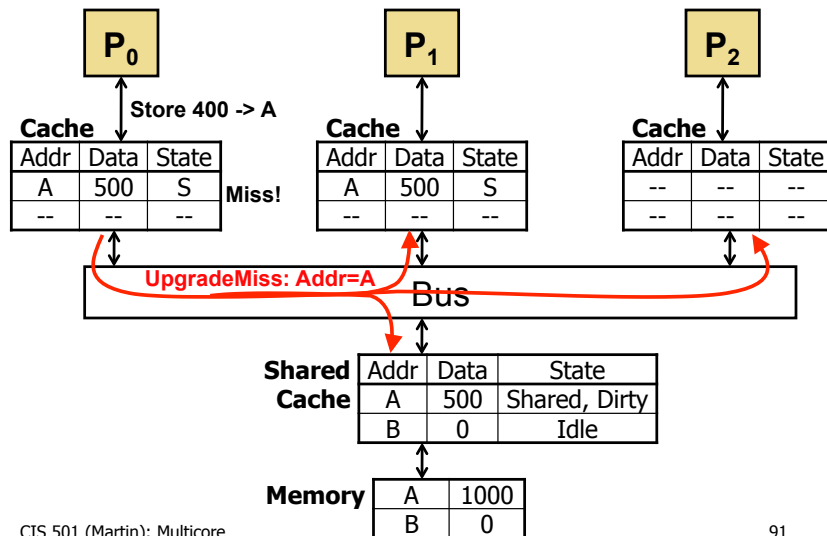 P0 P1 P2
Store 400 -> A
Cache Cache Cache
Addr Data State Addr Data State Addr Data State
A 500 S Miss! A 500 S -- -- --
-- -- -- -- -- -- -- -- --
UpgradeMiss: Addr=A
Bus
Shared Addr Data State
Cache A 500 Shared, Dirty
B 0 Idle
Memory A 1000
B 0
CIS 501 (Martin): Multicore 91